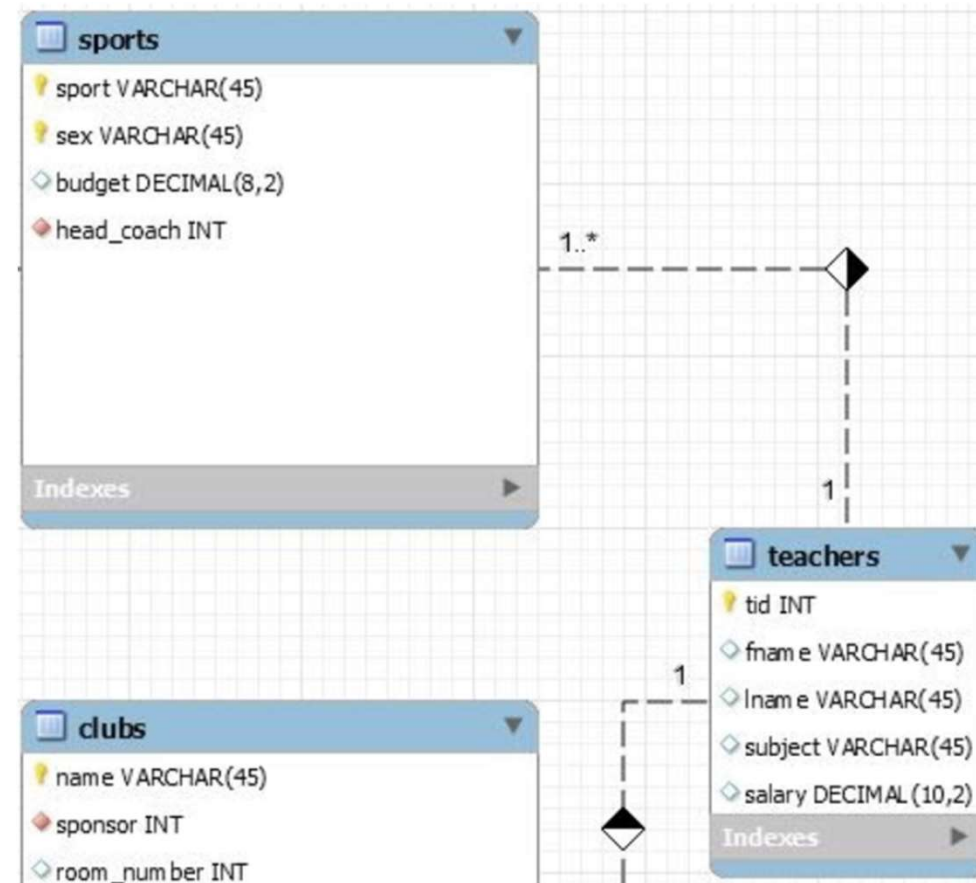 sports
sport VARCHAR(45)
sex VARCHAR(45)
budget DECIMAL(8,2)
head_coach INT
Indexes
1..*
1
teachers
tid INT
fname VARCHAR(45)
lname VARCHAR(45)
subject VARCHAR(45)
salary DECIMAL(10,2)
Indexes
1
clubs
name VARCHAR(45)
sponsor INT
room_number INT